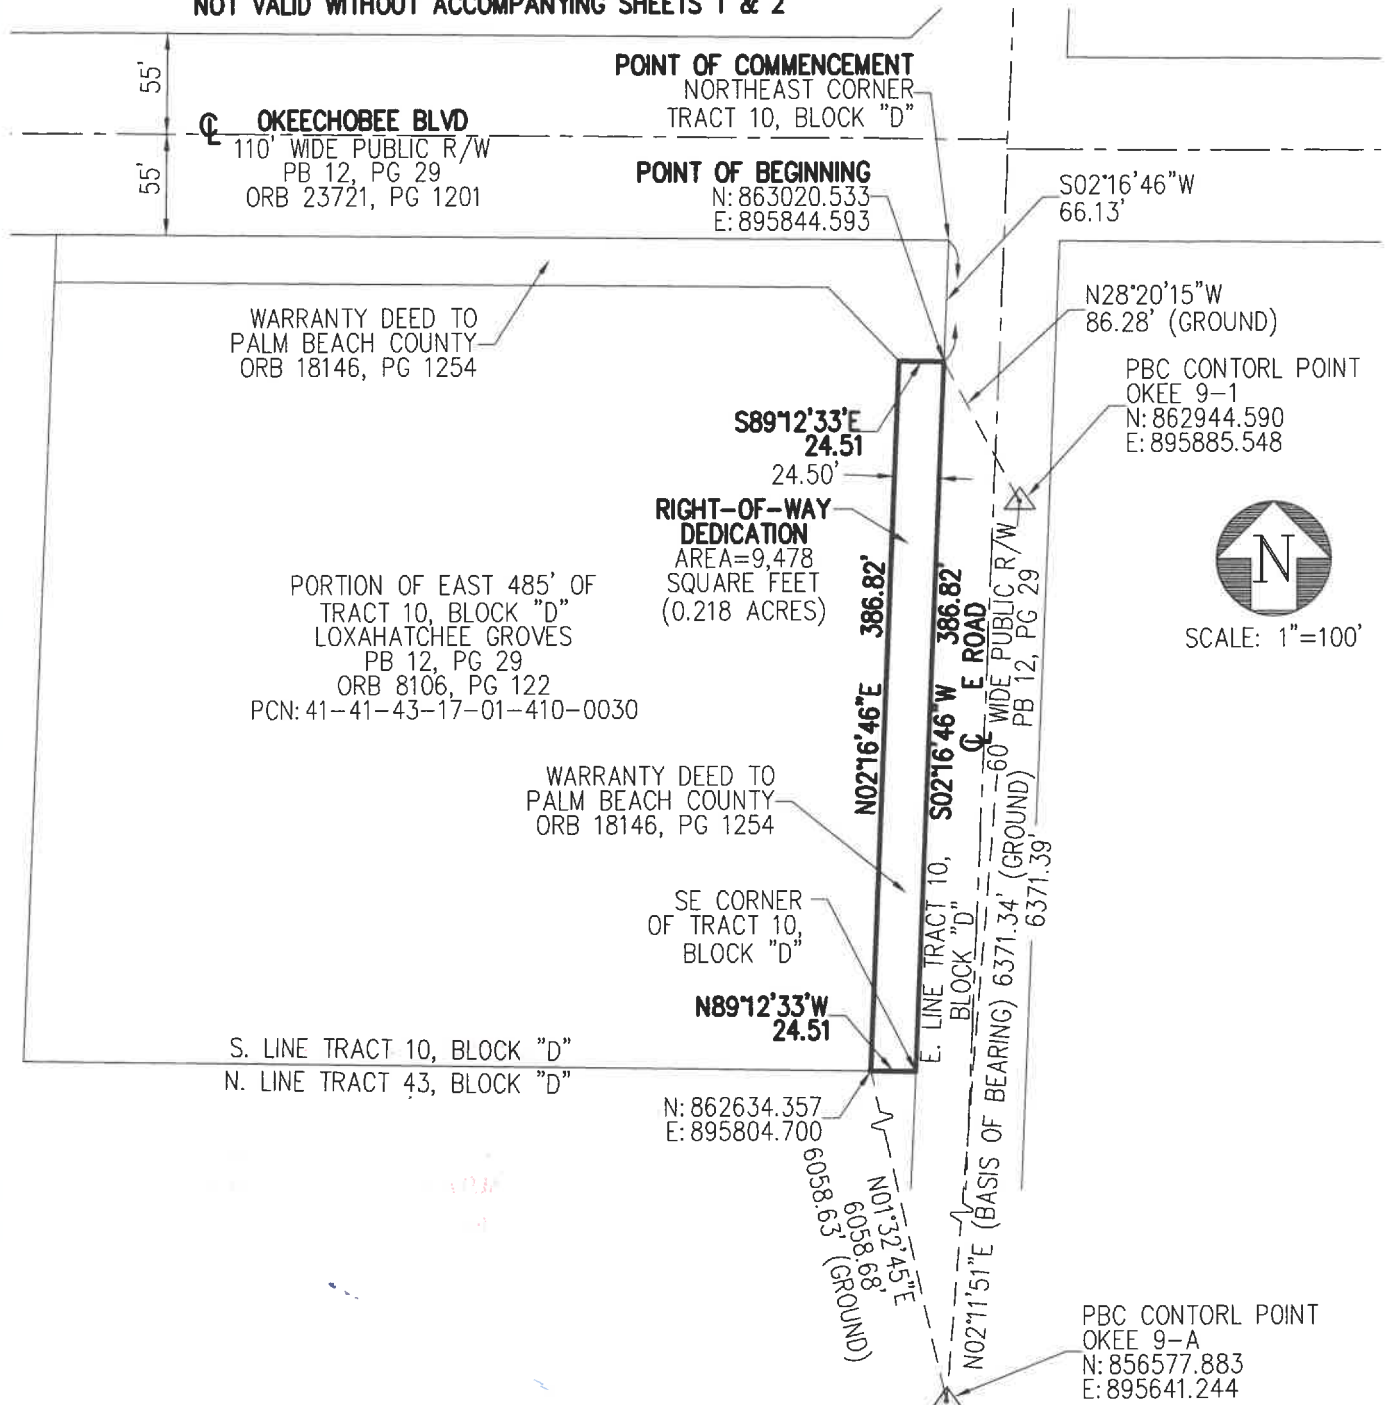 NOT VALID WITHOUT ACCOMPANYING SHEETS 1 & 2
55'
55'
℄ OKEECHOBEE BLVD
110' WIDE PUBLIC R/W
PB 12, PG 29
ORB 23721, PG 1201
POINT OF COMMENCEMENT
NORTHEAST CORNER
TRACT 10, BLOCK "D"
POINT OF BEGINNING
N: 863020.533
E: 895844.593
S02°16'46"W
66.13'
N28°20'15"W
86.28' (GROUND)
PBC CONTORL POINT
OKEE 9-1
N: 862944.590
E: 895885.548
WARRANTY DEED TO
PALM BEACH COUNTY
ORB 18146, PG 1254
S89°12'33'E
24.51
24.50'
RIGHT-OF-WAY
DEDICATION
AREA=9,478
SQUARE FEET
(0.218 ACRES)
N
SCALE: 1"=100'
PORTION OF EAST 485' OF
TRACT 10, BLOCK "D"
LOXAHATCHEE GROVES
PB 12, PG 29
ORB 8106, PG 122
PCN: 41-41-43-17-01-410-0030
N02°16'46"E 386.82'
S02°16'46"W 386.82'
℄ E ROAD
60' WIDE PUBLIC R/W
PB 12, PG 29
WARRANTY DEED TO
PALM BEACH COUNTY
ORB 18146, PG 1254
SE CORNER
OF TRACT 10,
BLOCK "D"
E. LINE TRACT 10,
BLOCK "D"
N02°11'51"E (BASIS OF BEARING) 6371.34' (GROUND)
6371.39'
N89°12'33'W
24.51
S. LINE TRACT 10, BLOCK "D"
N. LINE TRACT 43, BLOCK "D"
N: 862634.357
E: 895804.700
N01°32'45"E
6058.68'
6058.63' (GROUND)
PBC CONTORL POINT
OKEE 9-A
N: 856577.883
E: 895641.244